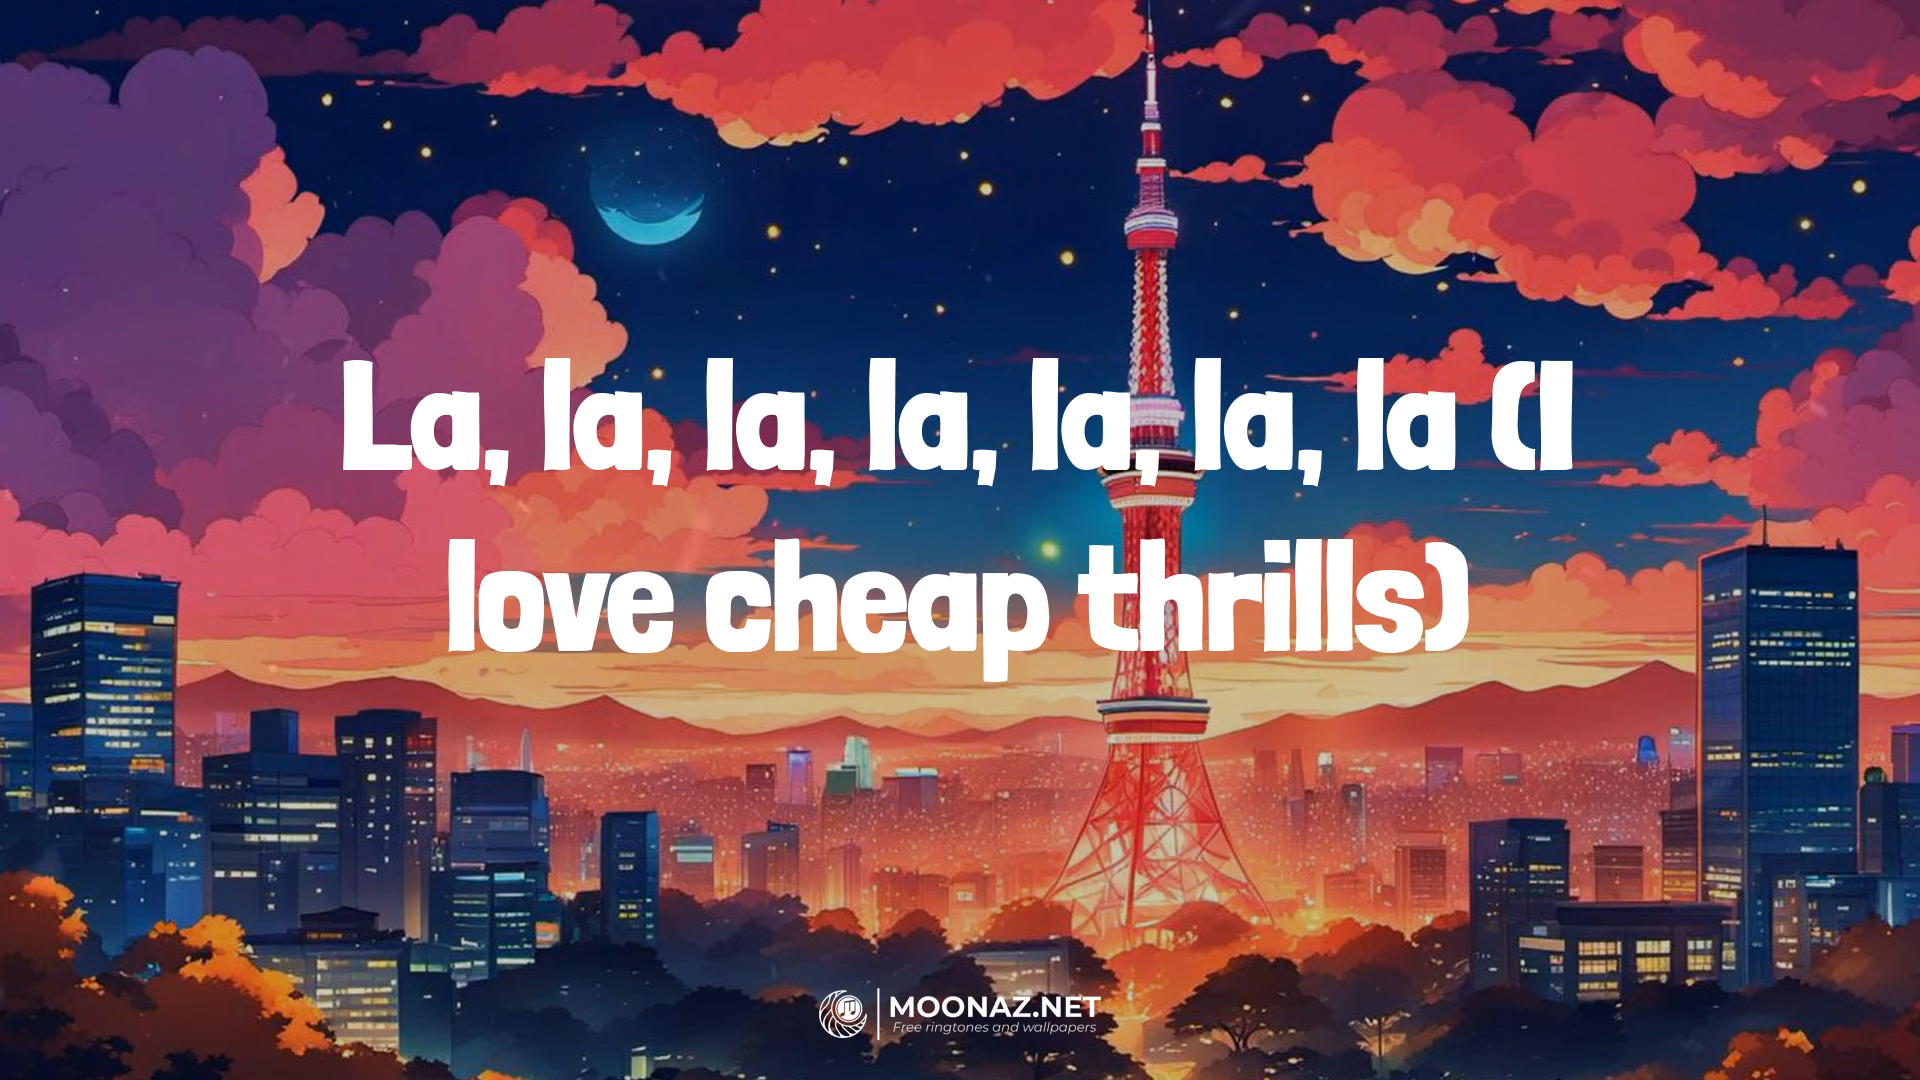 La, la, la, la, la, la, la (I
love cheap thrills)
MOONAZ.NET
Free ringtones and wallpapers